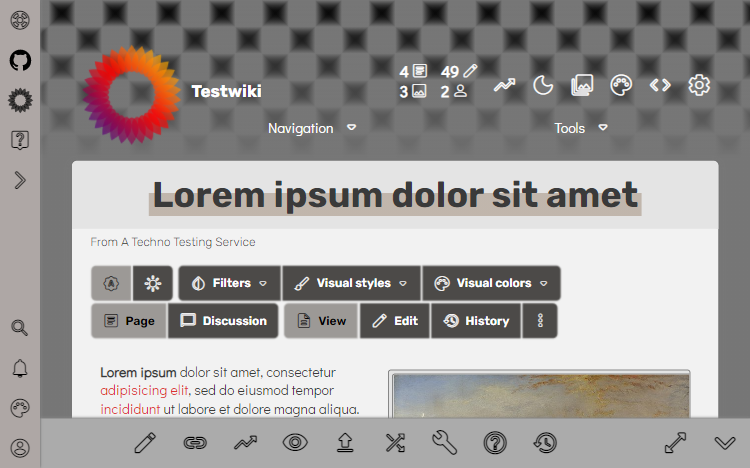 Testwiki
4 49
3 2
Navigation Tools
Lorem ipsum dolor sit amet
From A Techno Testing Service
A Filters Visual styles Visual colors
Page Discussion View Edit History
Lorem ipsum dolor sit amet, consectetur
adipisicing elit, sed do eiusmod tempor
incididunt ut labore et dolore magna aliqua.